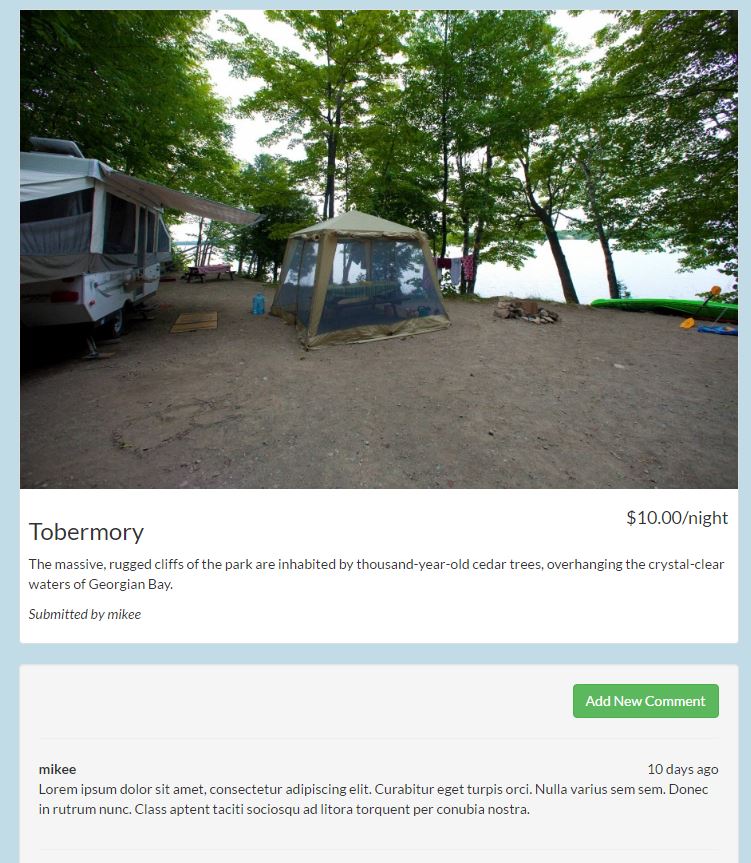 $10.00/night
Tobermory
The massive, rugged cliffs of the park are inhabited by thousand-year-old cedar trees, overhanging the crystal-clear
waters of Georgian Bay.
Submitted by mikee
Add New Comment
mikee 10 days ago
Lorem ipsum dolor sit amet, consectetur adipiscing elit. Curabitur eget turpis orci. Nulla varius sem sem. Donec
in rutrum nunc. Class aptent taciti sociosqu ad litora torquent per conubia nostra.